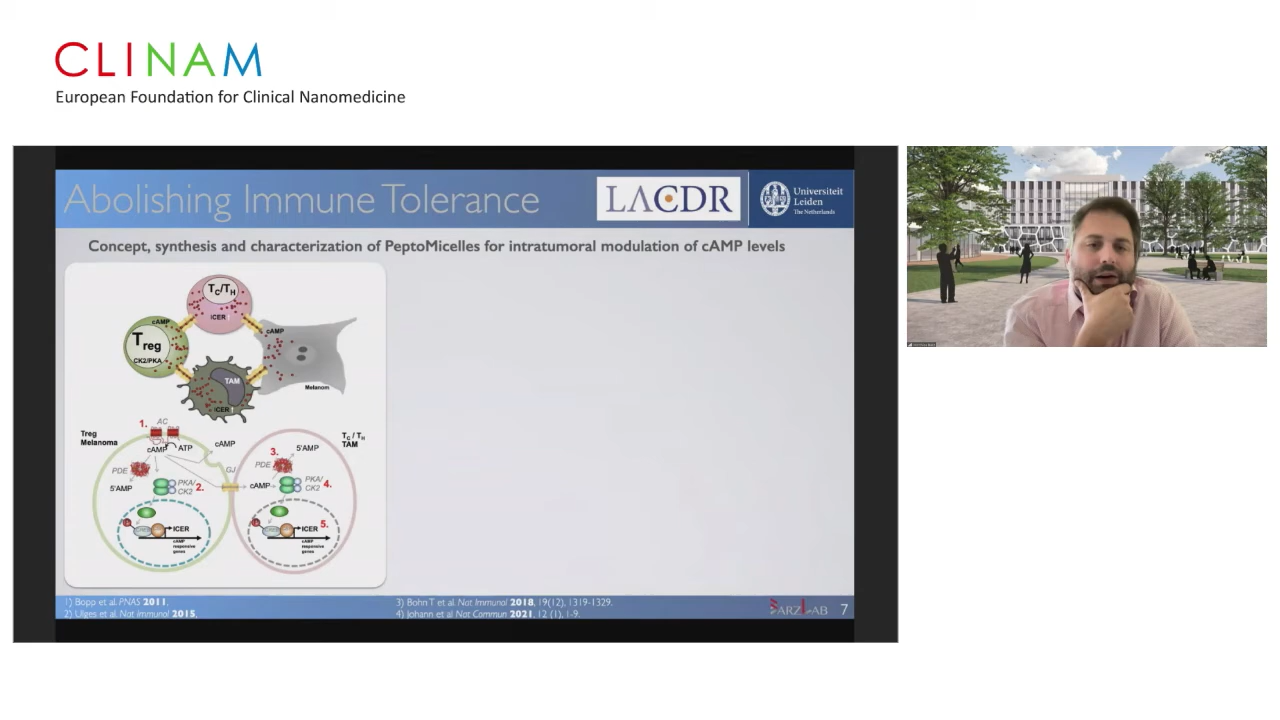 CLINAM
European Foundation for Clinical Nanomedicine
Abolishing Immune Tolerance
LACDR
Universiteit
Leiden
The Netherlands
Concept, synthesis and characterization of PeptoMicelles for intratumoral modulation of cAMP levels
TC/TH
ICER
cAMP
cAMP
Treg
CK2/PKA
TAM
ICER
Melanom
1.
AC
Treg
Melanoma
cAMP
ATP
cAMP
PDE
5'AMP
PKA/
CK2
2.
GJ
TC / TH
TAM
3.
5'AMP
PDE
cAMP
PKA/
CK2
4.
ICER
cAMP
responsive
genes
5.
ICER
cAMP
responsive
genes
1) Bopp et al. PNAS 2011.
2) Ulges et al. Nat Immunol 2015.
3) Bohn T et al. Nat Immunol 2018, 19(12), 1319-1329.
4) Johann et al Nat Commun 2021, 12 (1), 1-9.
BARZ LAB
7